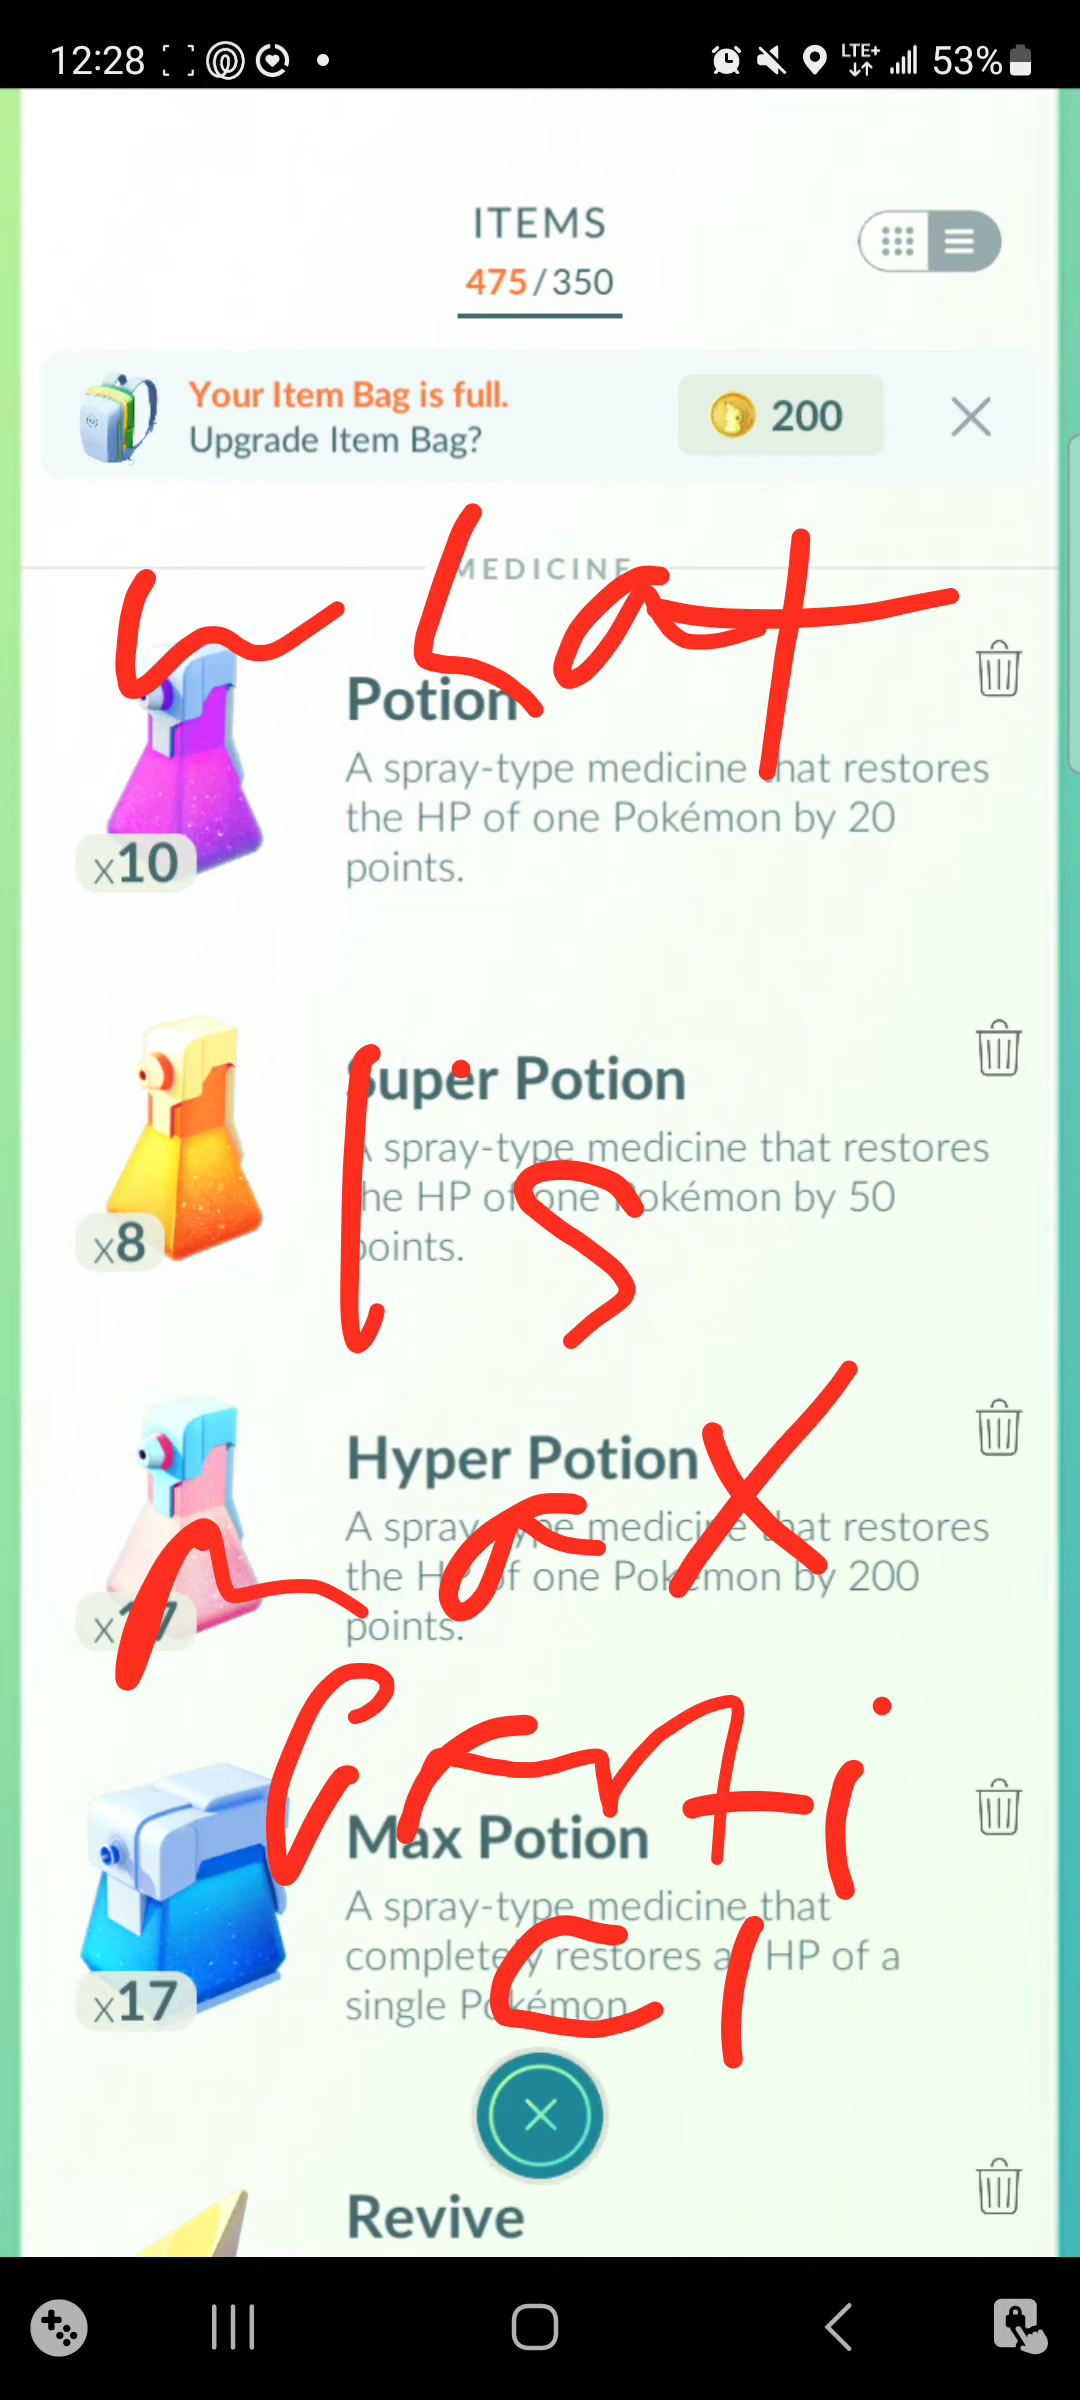 12:28
LTE+ 53%
ITEMS
475/350
Your Item Bag is full.
Upgrade Item Bag?
200
MEDICINE
what
Potion
A spray-type medicine that restores
the HP of one Pokémon by 20
points.
x10
Super Potion
A spray-type medicine that restores
the HP of one Pokémon by 50
points.
x8
is
Hyper Potion
A spray-type medicine that restores
the HP of one Pokémon by 200
points.
x17
max
Max Potion
A spray-type medicine that
completely restores all HP of a
single Pokémon.
x17
Revive